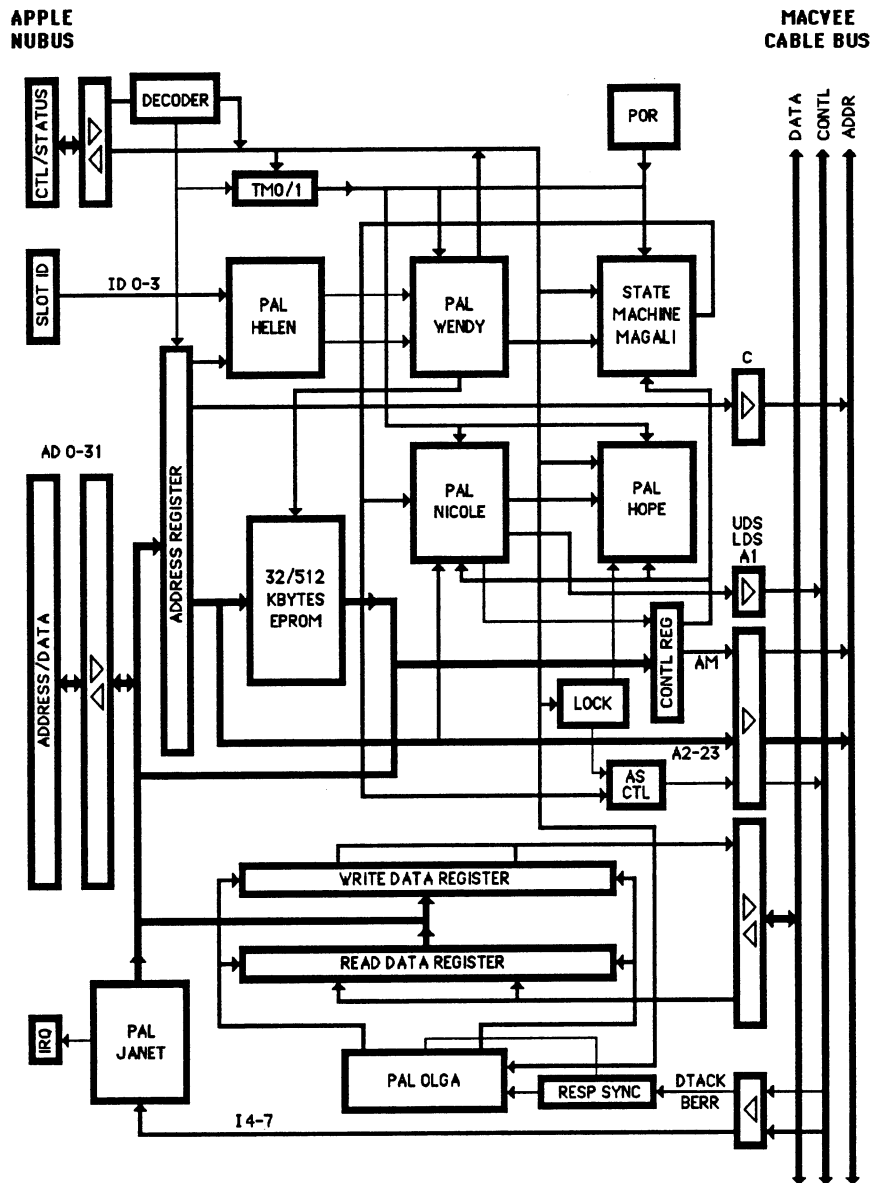 APPLE
NUBUS
MACVEE
CABLE BUS
CTL/STATUS
DECODER
POR
DATA
CONTL
ADDR
TM0/1
SLOT ID
ID 0-3
PAL
HELEN
PAL
WENDY
STATE
MACHINE
MAGALI
C
AD 0-31
ADDRESS REGISTER
PAL
NICOLE
PAL
HOPE
UDS
LDS
A1
32/512
KBYTES
EPROM
ADDRESS/DATA
CONTL REG
AM
LOCK
A2-23
AS
CTL
WRITE DATA REGISTER
READ DATA REGISTER
IRQ
PAL
JANET
PAL OLGA
RESP SYNC
DTACK
BERR
I4-7